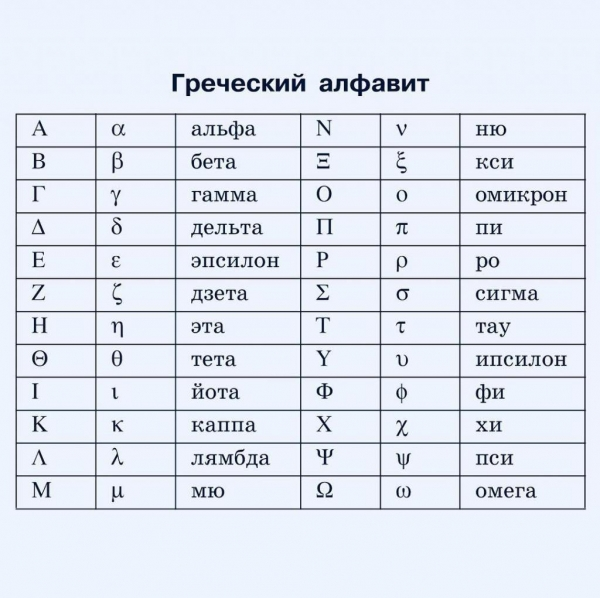 Греческий алфавит
Α α альфа Ν ν ню
Β β бета Ξ ξ кси
Γ γ гамма Ο ο омикрон
Δ δ дельта Π π пи
Ε ε эпсилон Ρ ρ ро
Ζ ζ дзета Σ σ сигма
Η η эта Τ τ тау
Θ θ тета Υ υ ипсилон
Ι ι йота Φ ϕ фи
Κ κ каппа Χ χ хи
Λ λ лямбда Ψ ψ пси
Μ μ мю Ω ω омега